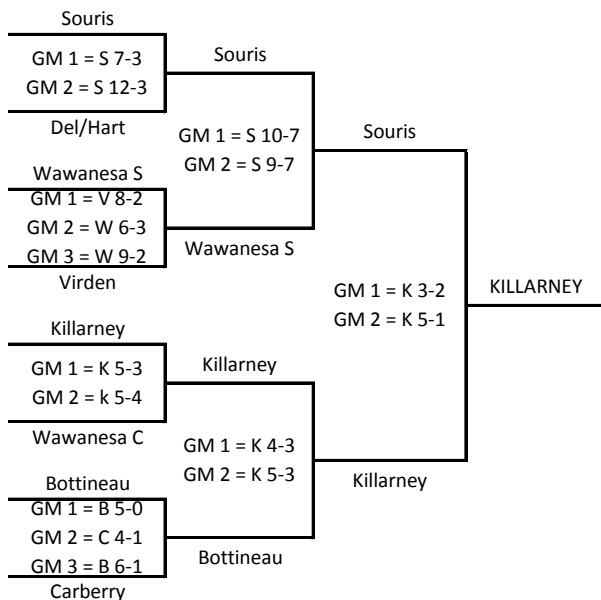 Souris
GM 1 = S 7-3
GM 2 = S 12-3
Del/Hart
Wawanesa S
GM 1 = V 8-2
GM 2 = W 6-3
GM 3 = W 9-2
Virden
Killarney
GM 1 = K 5-3
GM 2 = k 5-4
Wawanesa C
Bottineau
GM 1 = B 5-0
GM 2 = C 4-1
GM 3 = B 6-1
Carberry
Souris
GM 1 = S 10-7
GM 2 = S 9-7
Wawanesa S
Killarney
GM 1 = K 4-3
GM 2 = K 5-3
Bottineau
Souris
GM 1 = K 3-2
GM 2 = K 5-1
Killarney
KILLARNEY